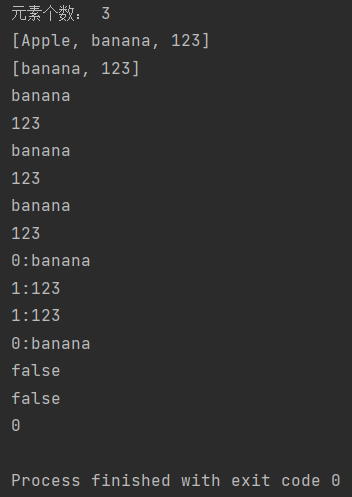 元素个数： 3
[Apple, banana, 123]
[banana, 123]
banana
123
banana
123
banana
123
0:banana
1:123
1:123
0:banana
false
false
0
Process finished with exit code 0